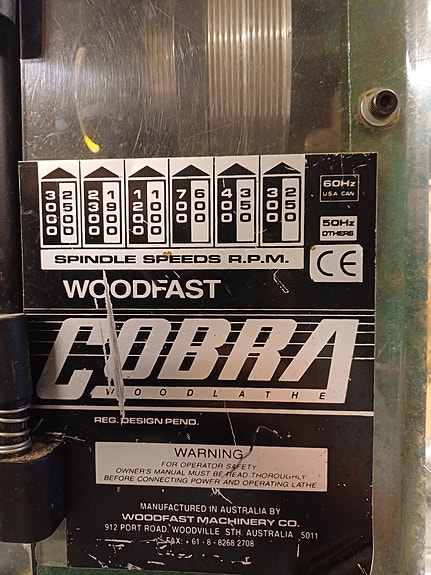 3000 2500 2300 1900 1200 1000 700 600 400 350 300 250
60Hz
U.S.A. CAN
50Hz
OTHERS
SPINDLE SPEEDS R.P.M.
CE
WOODFAST
COBRA
WOODLATHE
REG. DESIGN PEND.
WARNING
FOR OPERATOR SAFETY
OWNER'S MANUAL MUST BE READ THOROUGHLY
BEFORE CONNECTING POWER AND OPERATING LATHE
MANUFACTURED IN AUSTRALIA BY
WOODFAST MACHINERY CO.
912 PORT ROAD, WOODVILLE STH. AUSTRALIA 5011
FAX: +61 - 8 - 8268 2708